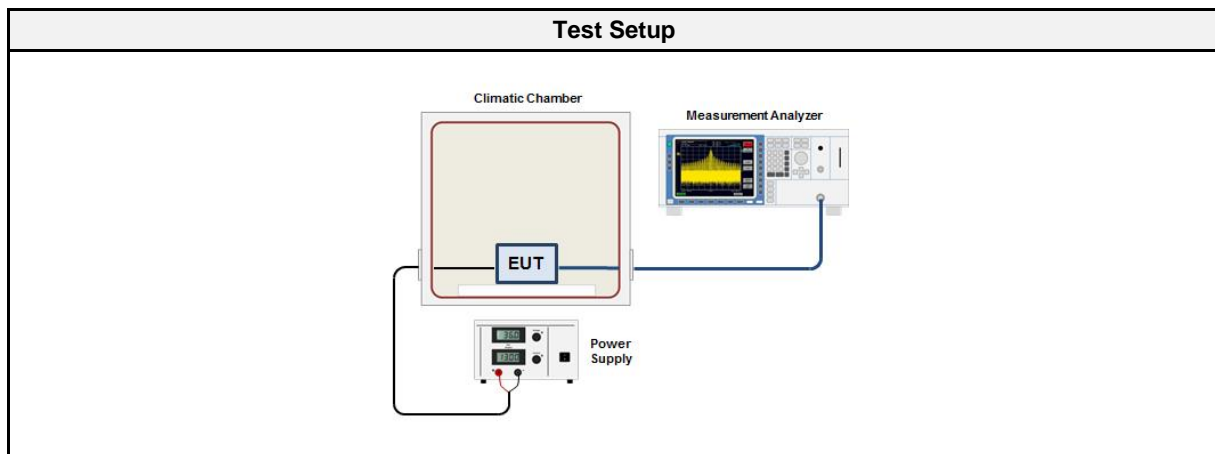 Test Setup
Climatic Chamber
Measurement Analyzer
EUT
Power
Supply